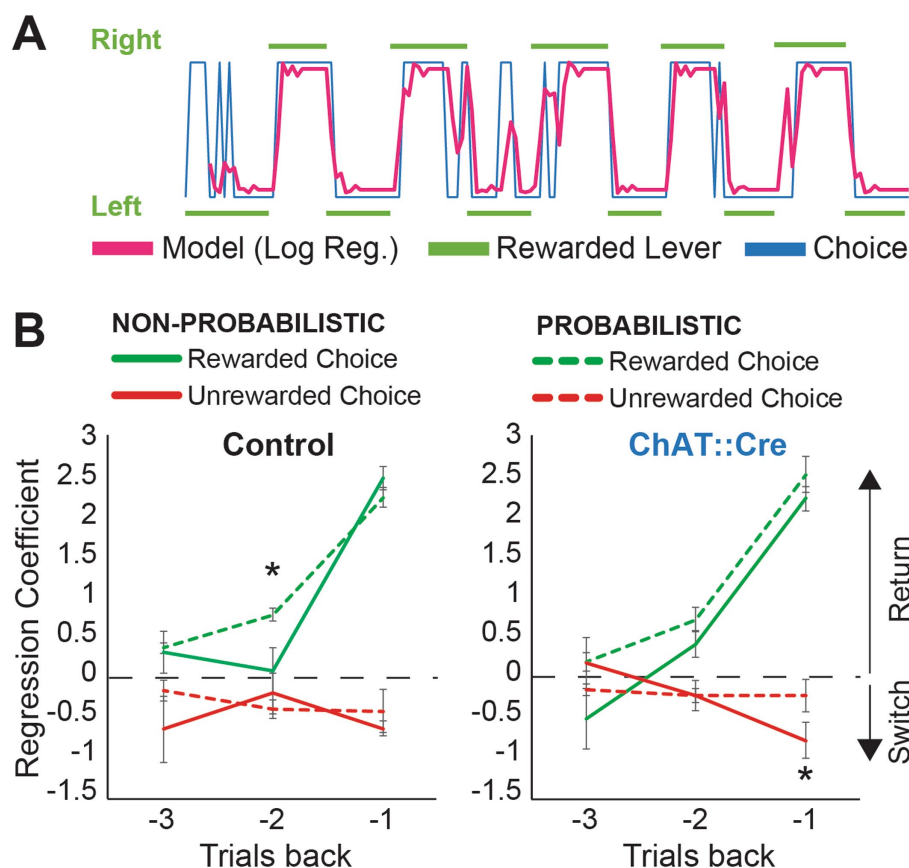 A
Right
Left
Model (Log Reg.) Rewarded Lever Choice
B
NON-PROBABILISTIC PROBABILISTIC
Rewarded Choice Rewarded Choice
Unrewarded Choice Unrewarded Choice
Control ChAT::Cre
Regression Coefficient
3
2.5
2
1.5
1
0.5
0
-0.5
-1
-1.5
*
-3 -2 -1
Trials back
3
2.5
2
1.5
1
0.5
0
-0.5
-1
-1.5
*
-3 -2 -1
Trials back
Return
Switch